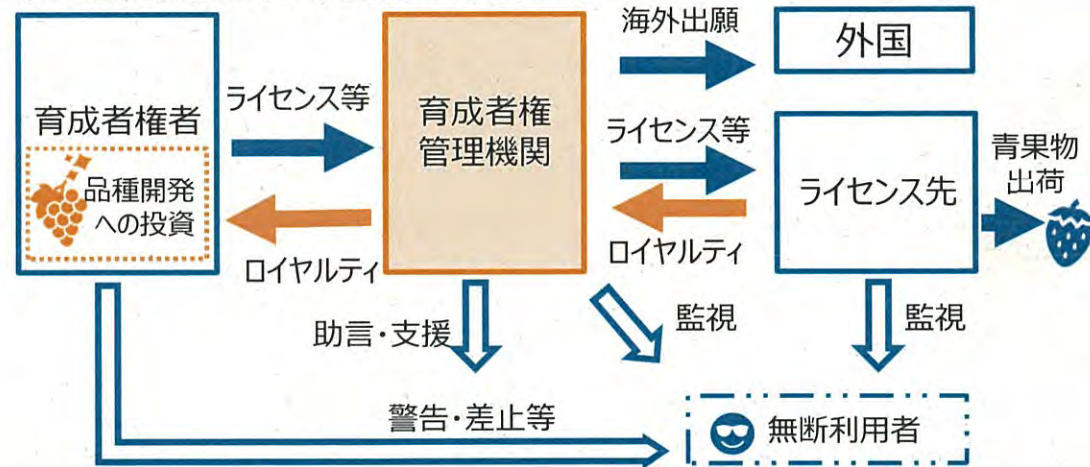 海外出願
外国
育成者権者
ライセンス等
育成者権
管理機関
ライセンス等
品種開発
への投資
ロイヤルティ
ロイヤルティ
ライセンス先
青果物
出荷
助言・支援
監視
監視
警告・差止等
無断利用者